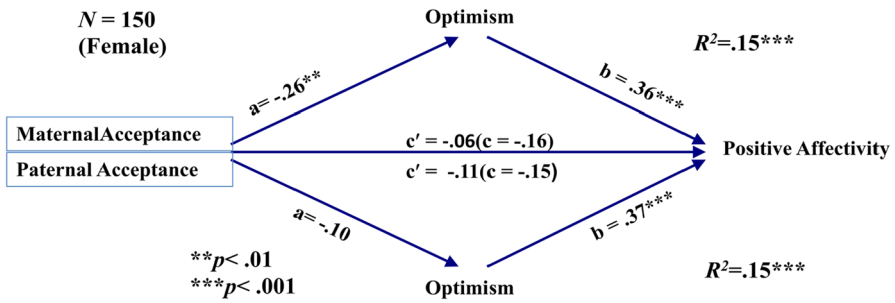 N = 150
(Female)
Optimism
R²=.15***
a= -.26**
b = .36***
MaternalAcceptance
c′ = -.06(c = -.16)
Positive Affectivity
Paternal Acceptance
c′ = -.11(c = -.15)
a= -.10
b = .37***
**p< .01
***p< .001
Optimism
R²=.15***